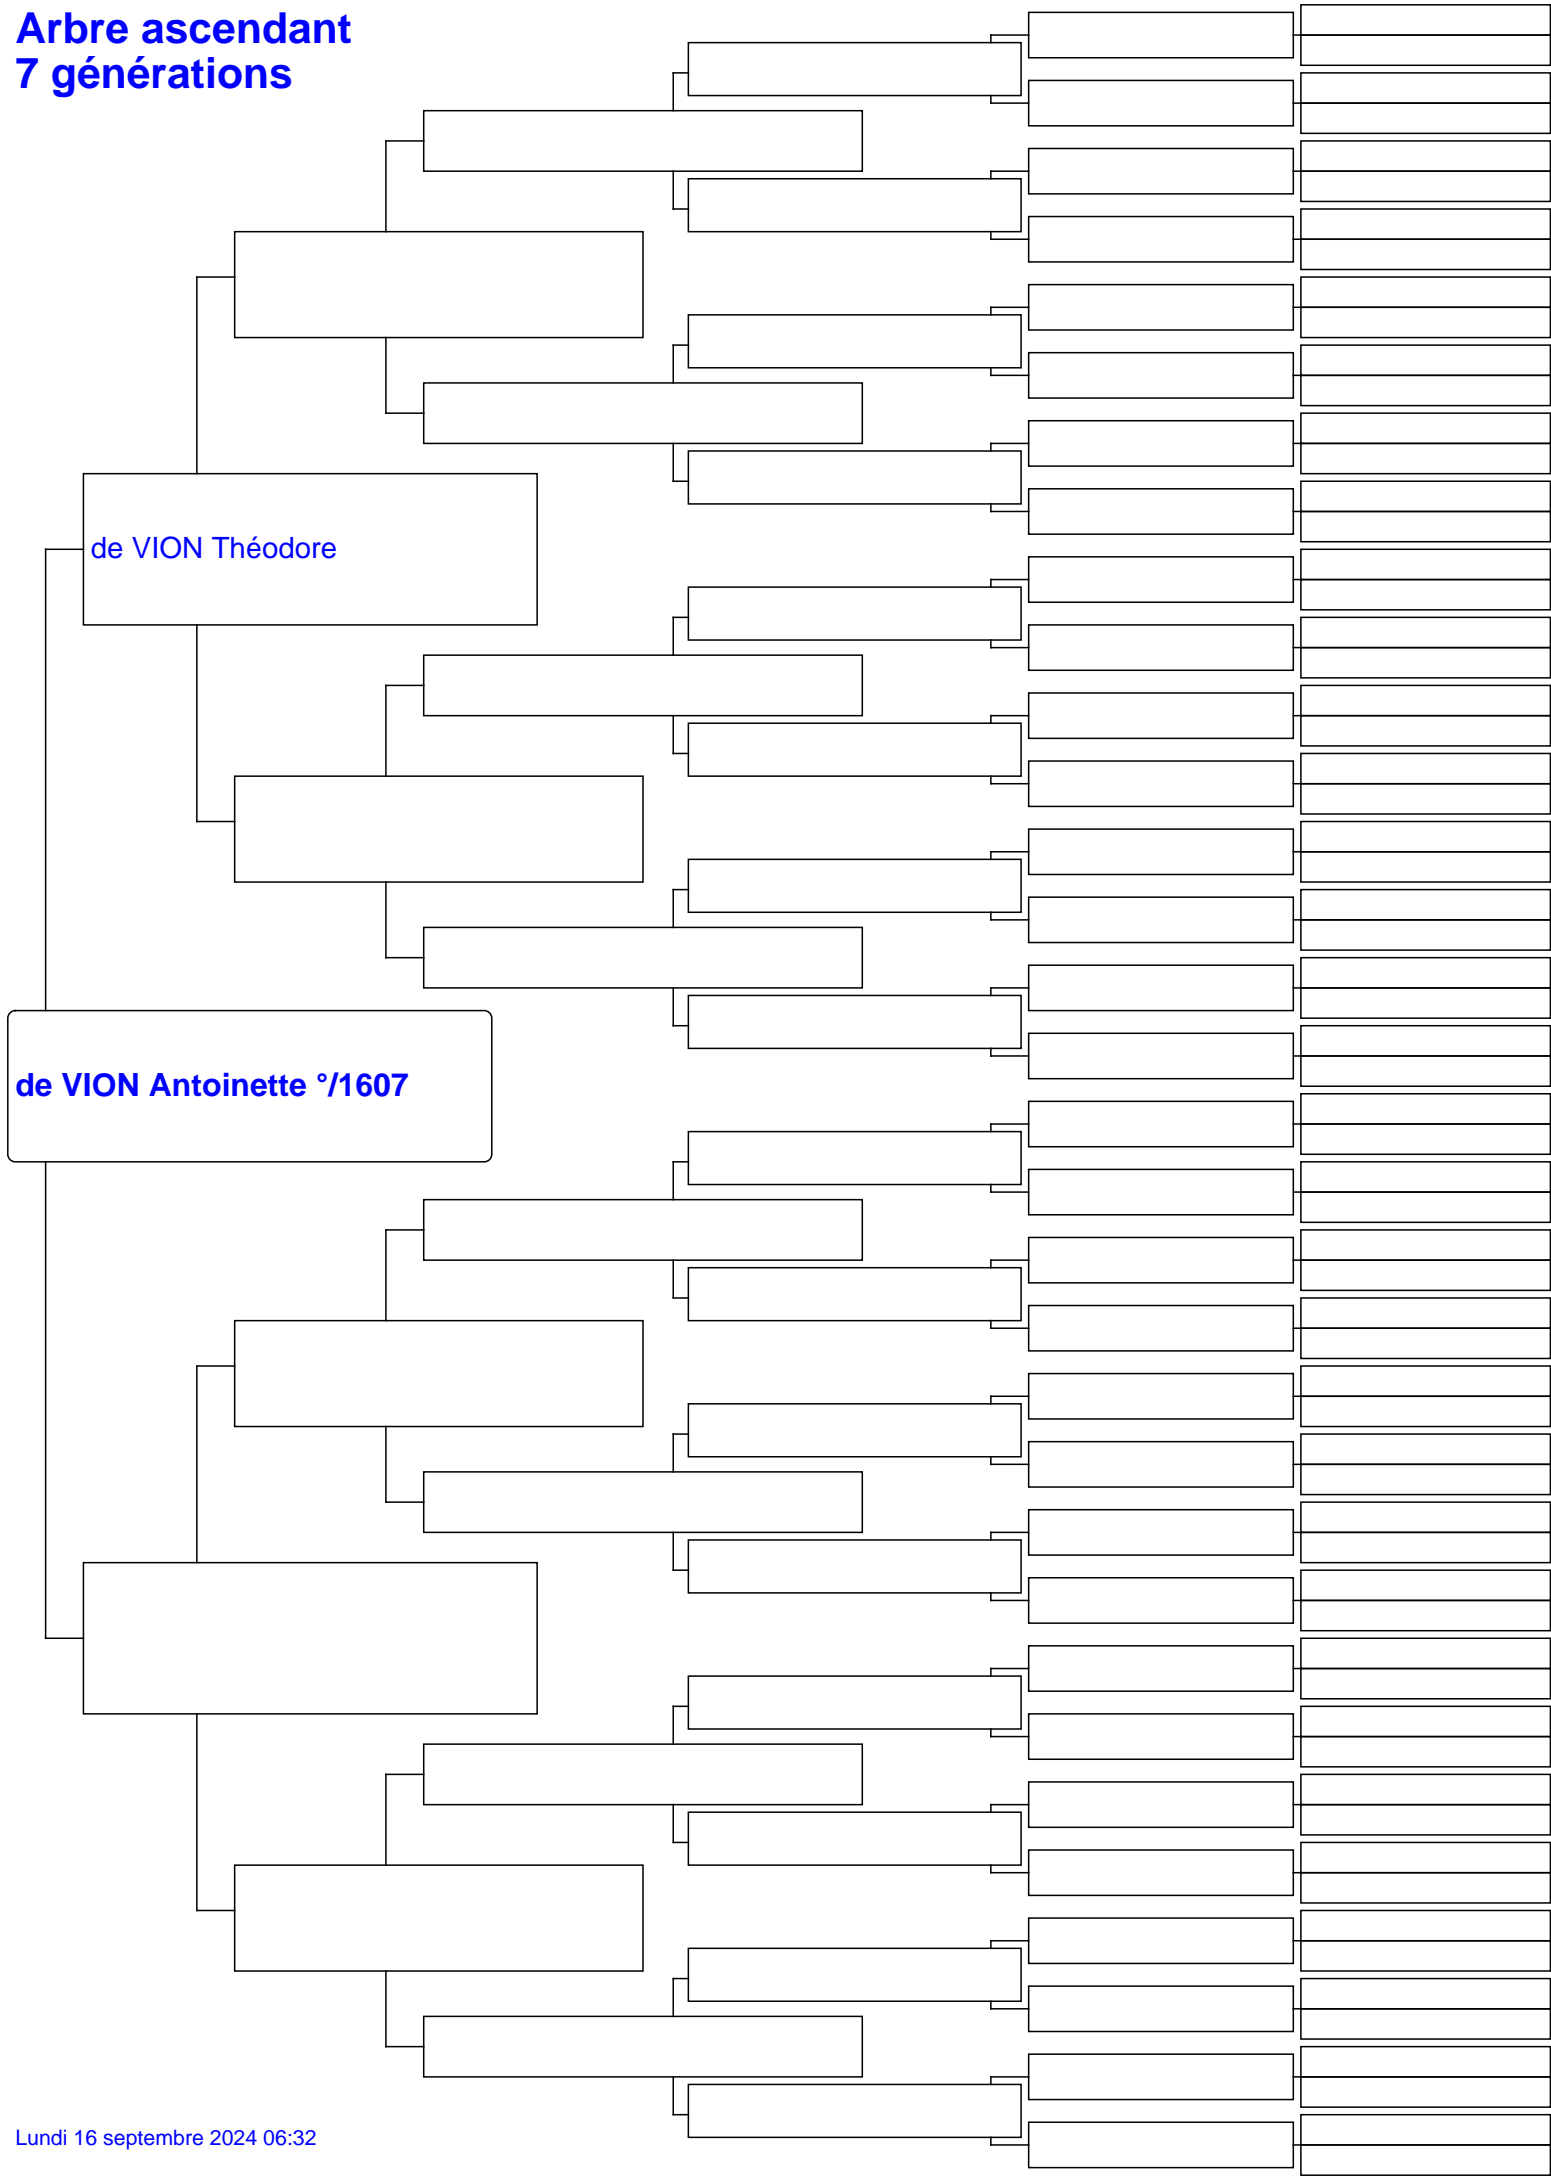 Arbre ascendant
7 générations
de VION Théodore
de VION Antoinette °/1607
Lundi 16 septembre 2024 06:32